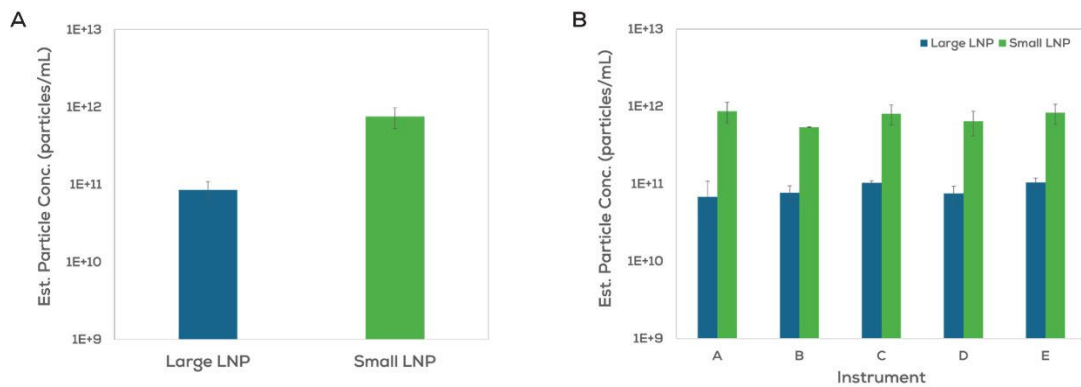 A
Est. Particle Conc. (particles/mL)
1E+13
1E+12
1E+11
1E+10
1E+9
Large LNP
Small LNP
B
Est. Particle Conc. (particles/mL)
1E+13
1E+12
1E+11
1E+10
1E+9
Large LNP
Small LNP
A
B
C
D
E
Instrument